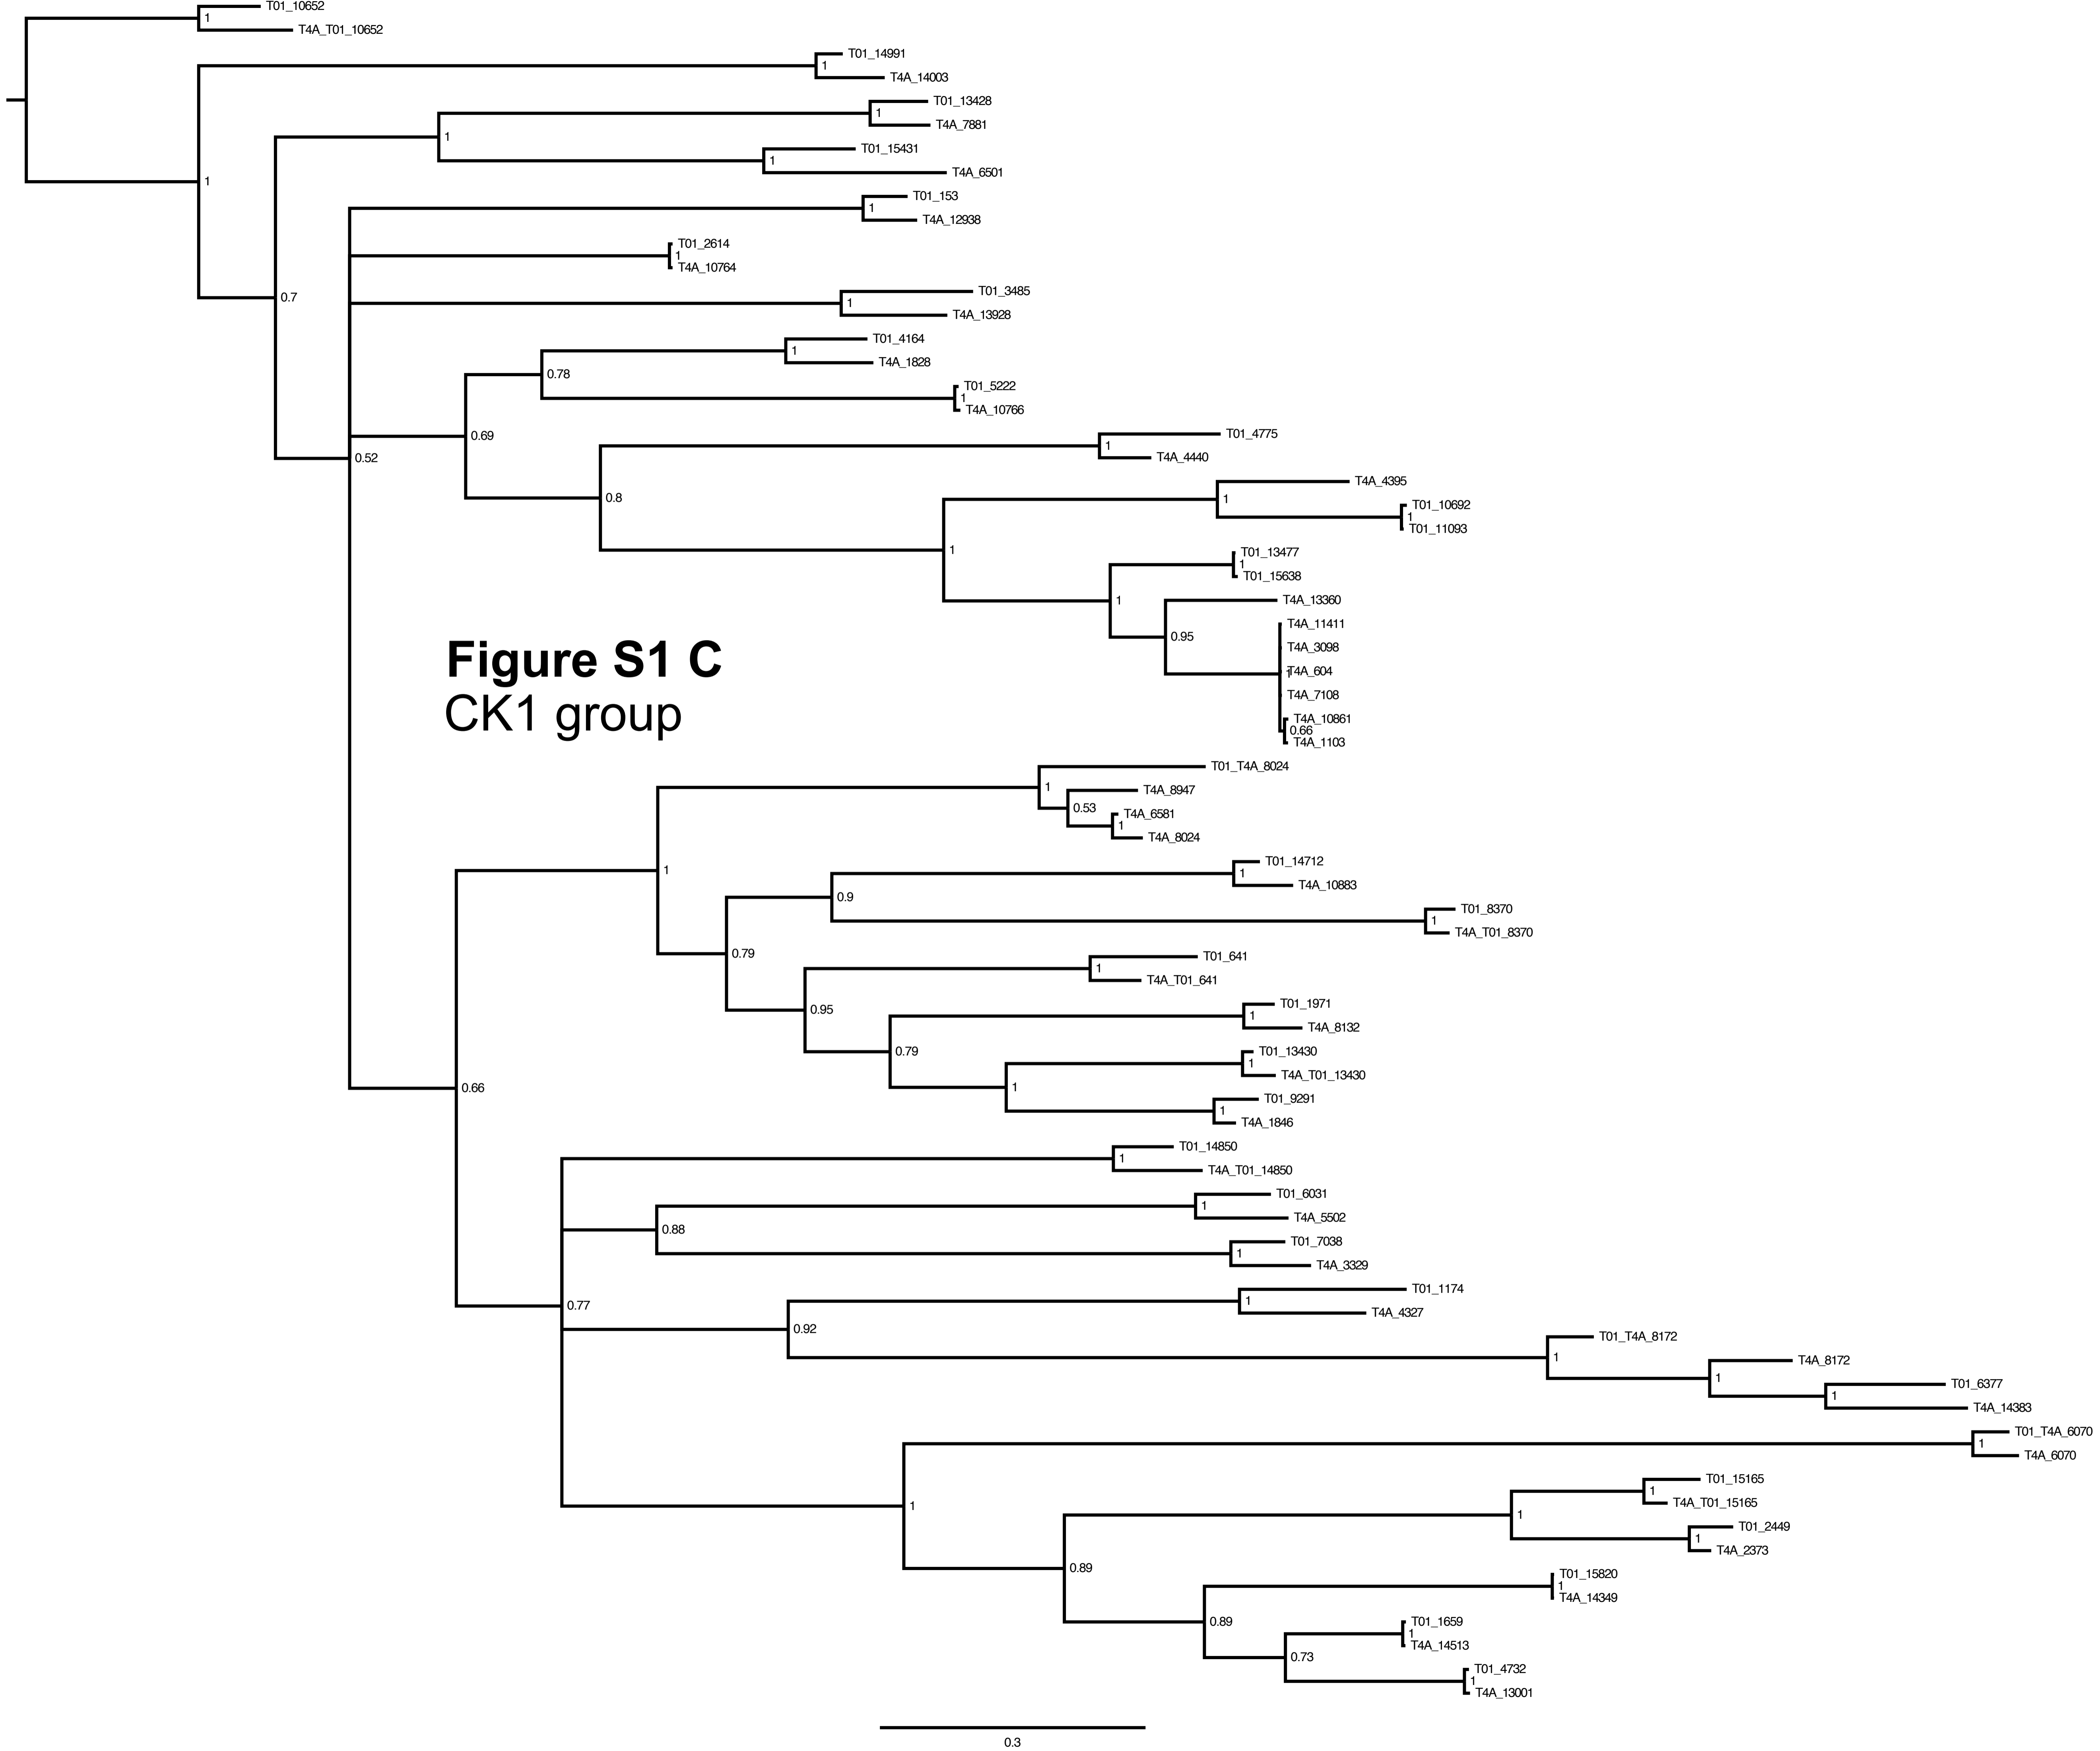 T01_10652
1
T4A_T01_10652
T01_14991
1
T4A_14003
T01_13428
1
T4A_7881
1
T01_15431
1
T4A_6501
1
T01_153
1
T4A_12938
T01_2614
1
T4A_10764
T01_3485
0.7
1
T4A_13928
T01_4164
1
T4A_1828
0.78
T01_5222
1
T4A_10766
0.69
T01_4775
1
T4A_4440
0.52
T4A_4395
0.8
1
T01_10692
1
T01_11093
1
T01_13477
1
T01_15638
1
T4A_13360
T4A_11411
0.95
T4A_3098
Figure S1 C
T4A_604
1
T4A_7108
CK1 group
T4A_10861
0.66
T4A_1103
T01_T4A_8024
1
T4A_8947
0.53
T4A_6581
1
T4A_8024
T01_14712
1
1
T4A_10883
0.9
T01_8370
1
T4A_T01_8370
0.79
T01_641
1
T4A_T01_641
T01_1971
0.95
1
T4A_8132
T01_13430
0.79
1
T4A_T01_13430
1
0.66
T01_9291
1
T4A_1846
T01_14850
1
T4A_T01_14850
T01_6031
1
T4A_5502
0.88
T01_7038
1
T4A_3329
T01_1174
0.77
1
T4A_4327
0.92
T01_T4A_8172
1
T4A_8172
1
T01_6377
1
T4A_14383
T01_T4A_6070
1
T4A_6070
T01_15165
1
1
T4A_T01_15165
1
T01_2449
1
T4A_2373
0.89
T01_15820
1
T4A_14349
0.89
T01_1659
1
T4A_14513
0.73
T01_4732
1
T4A_13001
0.3